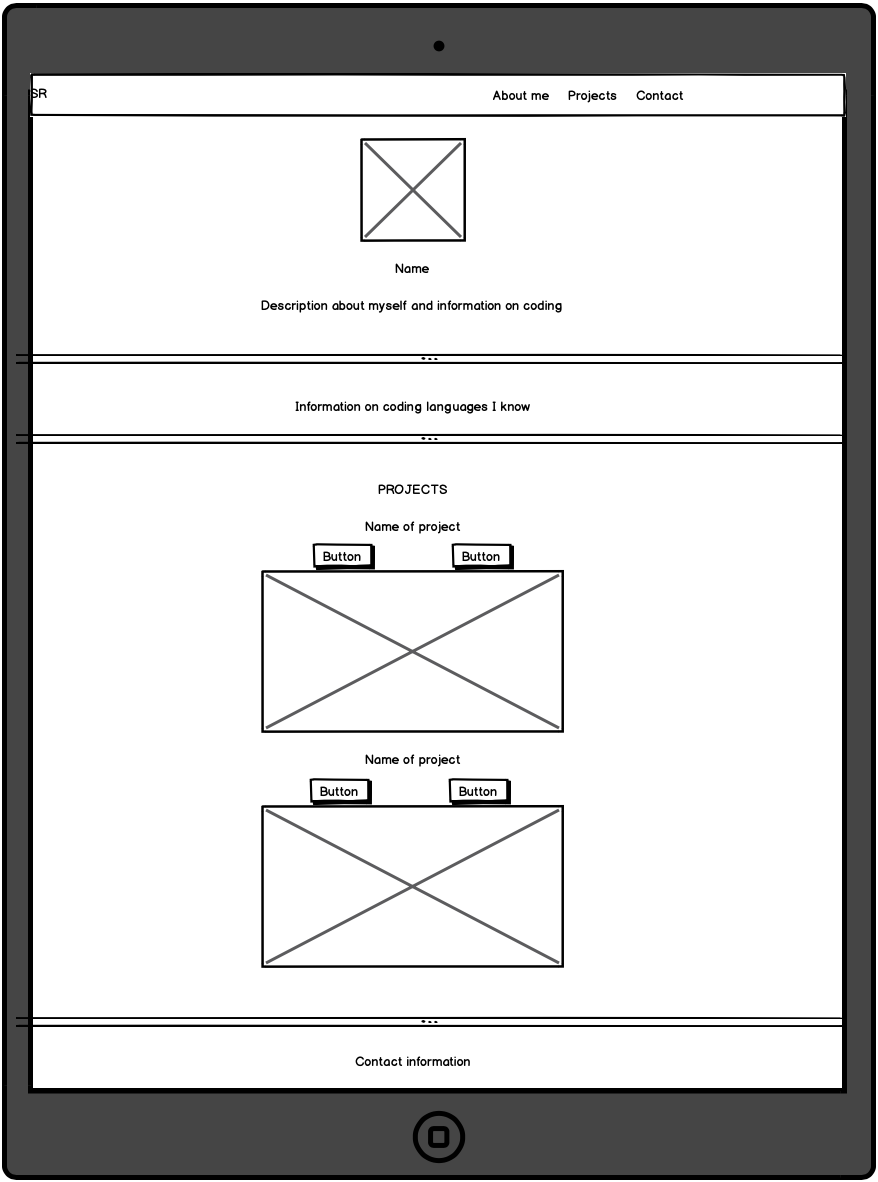 SR
About me Projects Contact
Name
Description about myself and information on coding
Information on coding languages I know
PROJECTS
Name of project
Button Button
Name of project
Button Button
Contact information